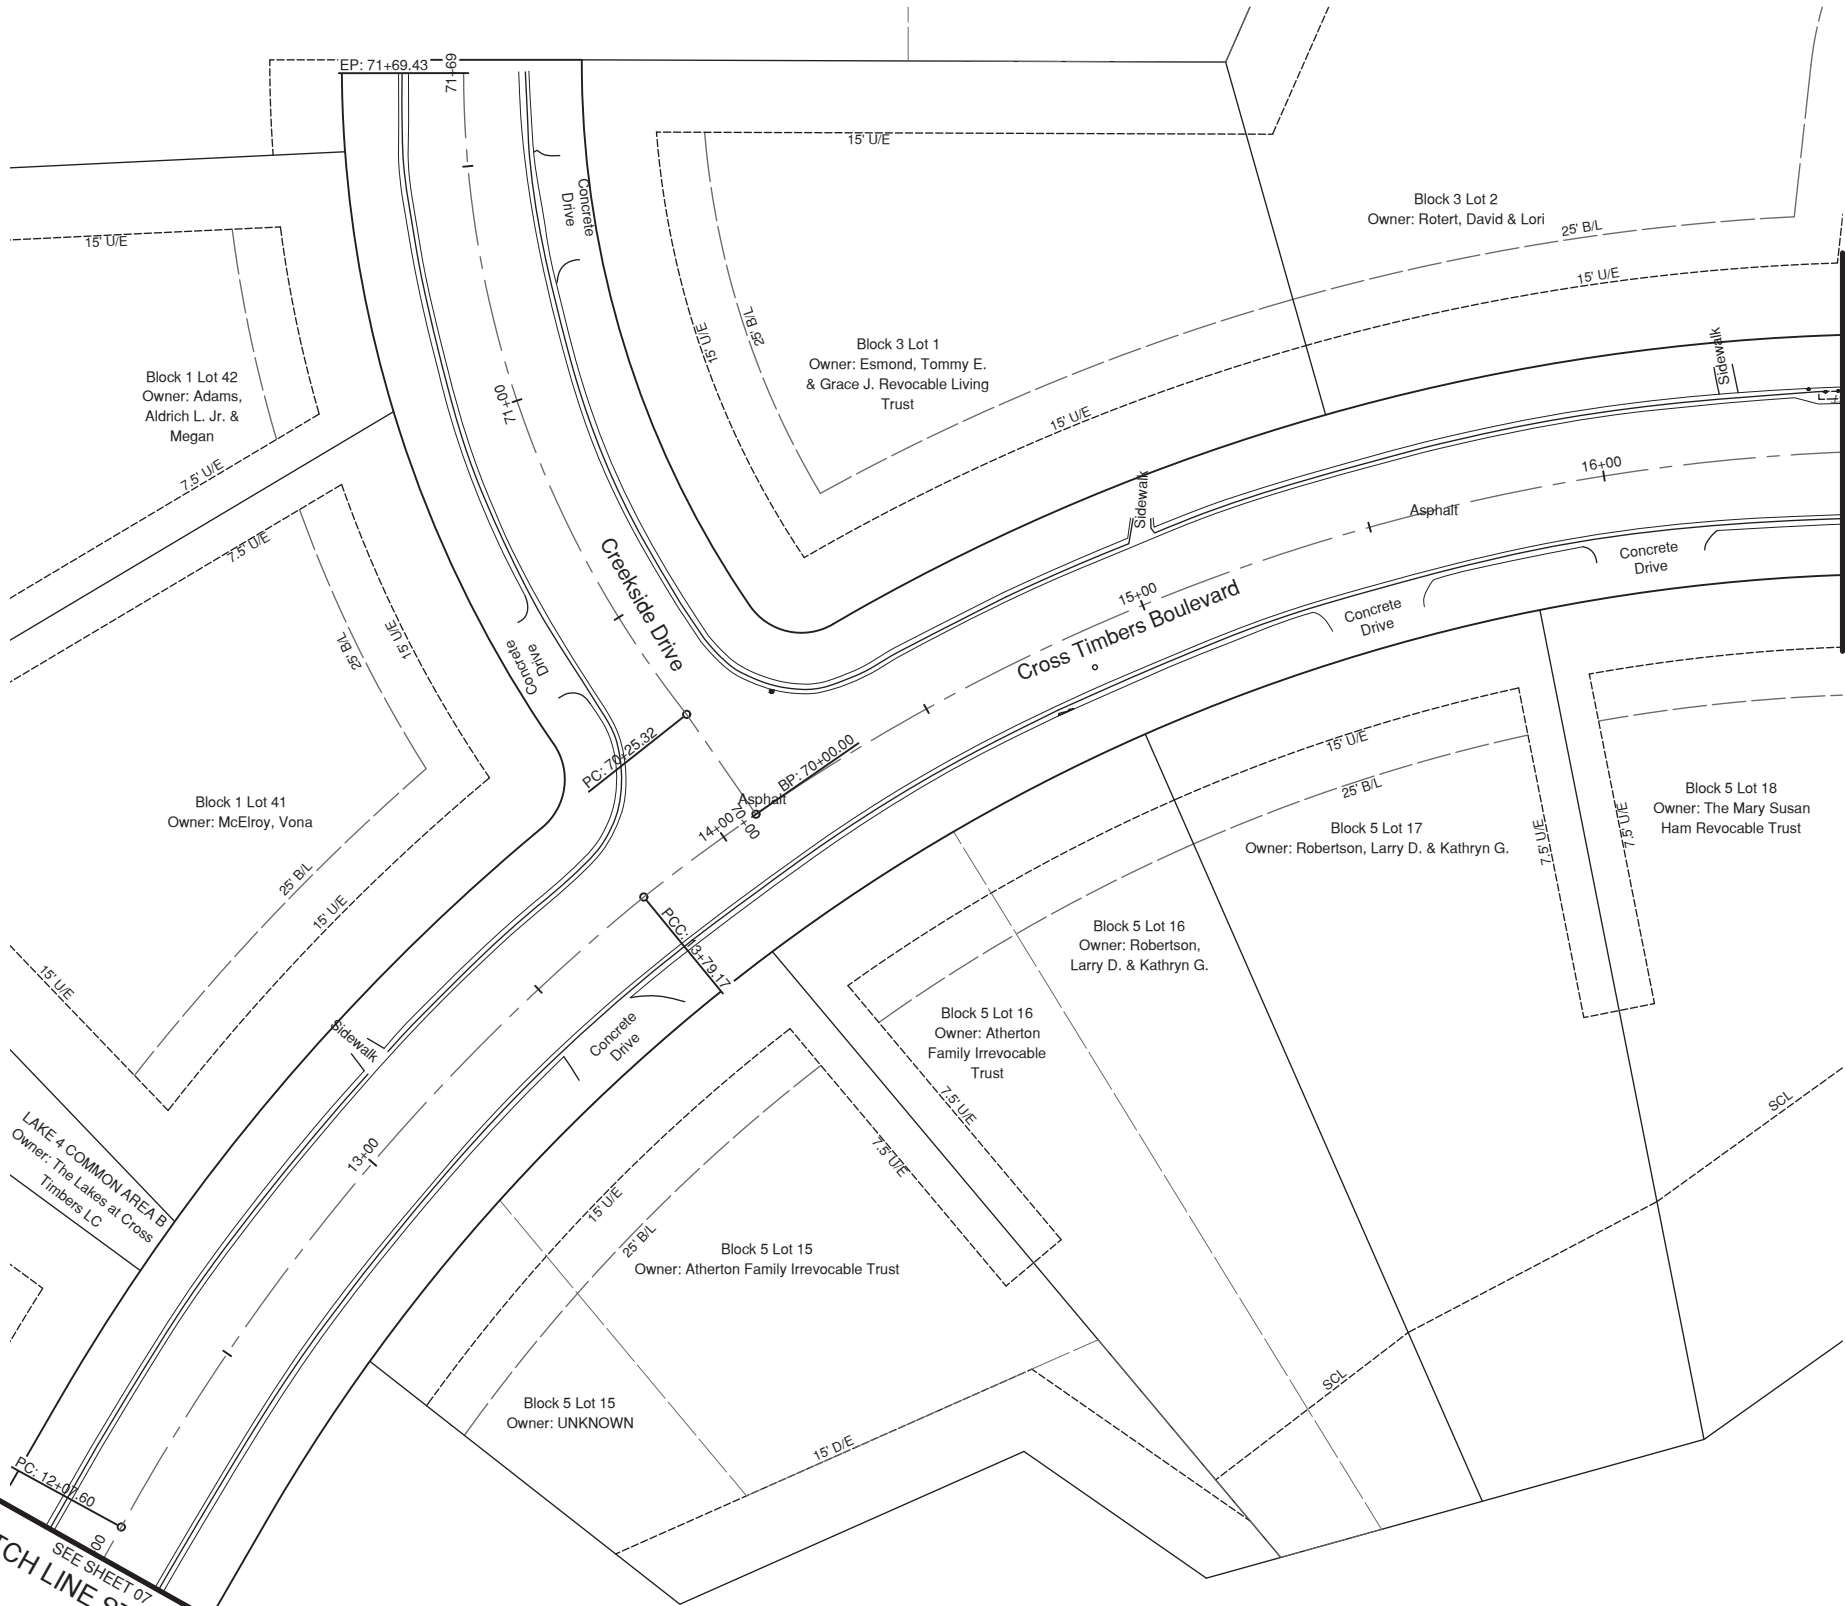 EP: 71+69.43
71+69
15' U/E
Concrete
Drive
Block 3 Lot 2
Owner: Rotert, David & Lori
25' B/L
15' U/E
15' U/E
Block 1 Lot 42
Owner: Adams,
Aldrich L. Jr. &
Megan
7.5' U/E
71+00
15' U/E
25' B/L
Block 3 Lot 1
Owner: Esmond, Tommy E.
& Grace J. Revocable Living
Trust
15' U/E
Sidewalk
Sidewalk
16+00
Asphalt
7.5' U/E
25' B/L
15' U/E
Creekside Drive
Concrete
Drive
15+00
Cross Timbers Boulevard
Concrete
Drive
Concrete
Drive
PC: 70+25.32
BP: 70+00.00
Asphalt
14+00
70+00
Block 1 Lot 41
Owner: McElroy, Vona
25' B/L
15' U/E
15' U/E
15' U/E
25' B/L
Block 5 Lot 17
Owner: Robertson, Larry D. & Kathryn G.
7.5' U/E
7.5' U/E
Block 5 Lot 18
Owner: The Mary Susan
Ham Revocable Trust
PCC: 13+79.17
Block 5 Lot 16
Owner: Robertson,
Larry D. & Kathryn G.
Block 5 Lot 16
Owner: Atherton
Family Irrevocable
Trust
Sidewalk
Concrete
Drive
7.5' U/E
7.5' U/E
SCL
LAKE 4 COMMON AREA B
Owner: The Lakes at Cross
Timbers LC
13+00
15' U/E
25' B/L
Block 5 Lot 15
Owner: Atherton Family Irrevocable Trust
SCL
Block 5 Lot 15
Owner: UNKNOWN
15' D/E
PC: 12+07.60
00
SEE SHEET 07
TCH LINE ST